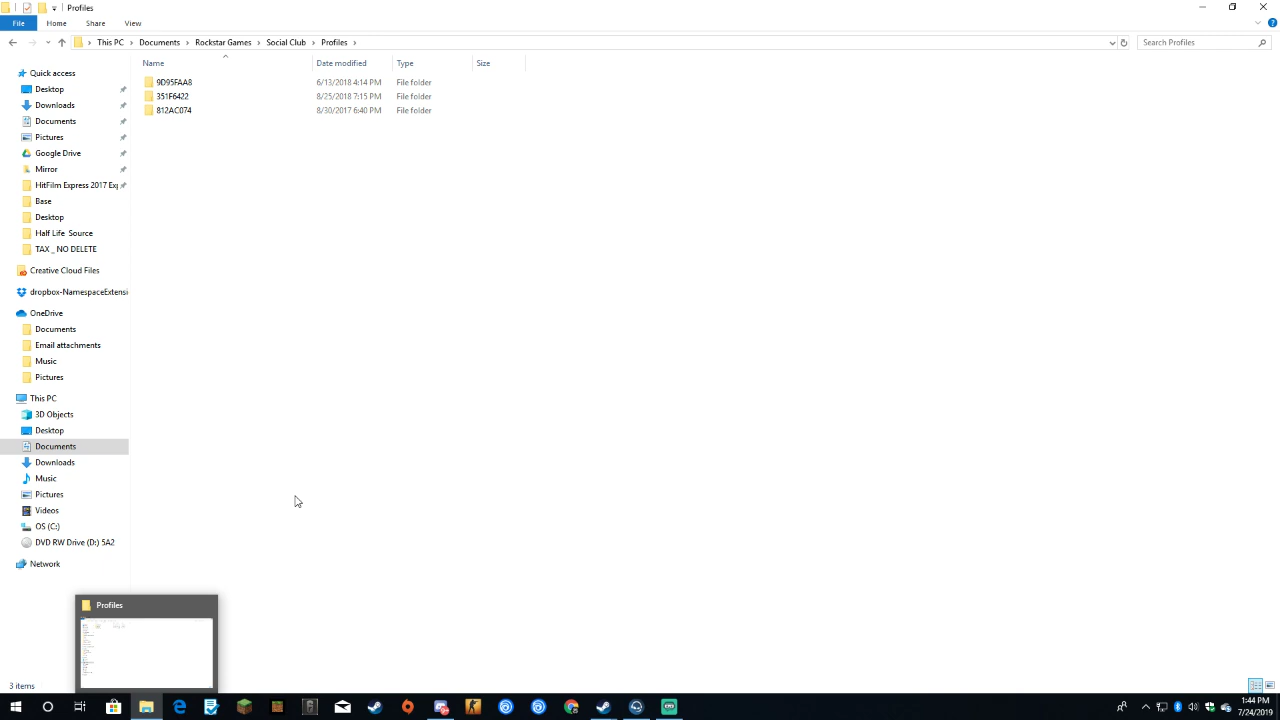 Profiles
File Home Share View
This PC Documents Rockstar Games Social Club Profiles
Search Profiles
Name Date modified Type Size
9D95FAA8 6/13/2018 4:14 PM File folder
351F6422 8/25/2018 7:15 PM File folder
812AC074 8/30/2017 6:40 PM File folder
Quick access
Desktop
Downloads
Documents
Pictures
Google Drive
Mirror
HitFilm Express 2017 Exp
Base
Desktop
Half Life Source
TAX _ NO DELETE
Creative Cloud Files
dropbox-NamespaceExtensi
OneDrive
Documents
Email attachments
Music
Pictures
This PC
3D Objects
Desktop
Documents
Downloads
Music
Pictures
Videos
OS (C:)
DVD RW Drive (D:) 5A2
Network
Profiles
3 items
1:44 PM
7/24/2019